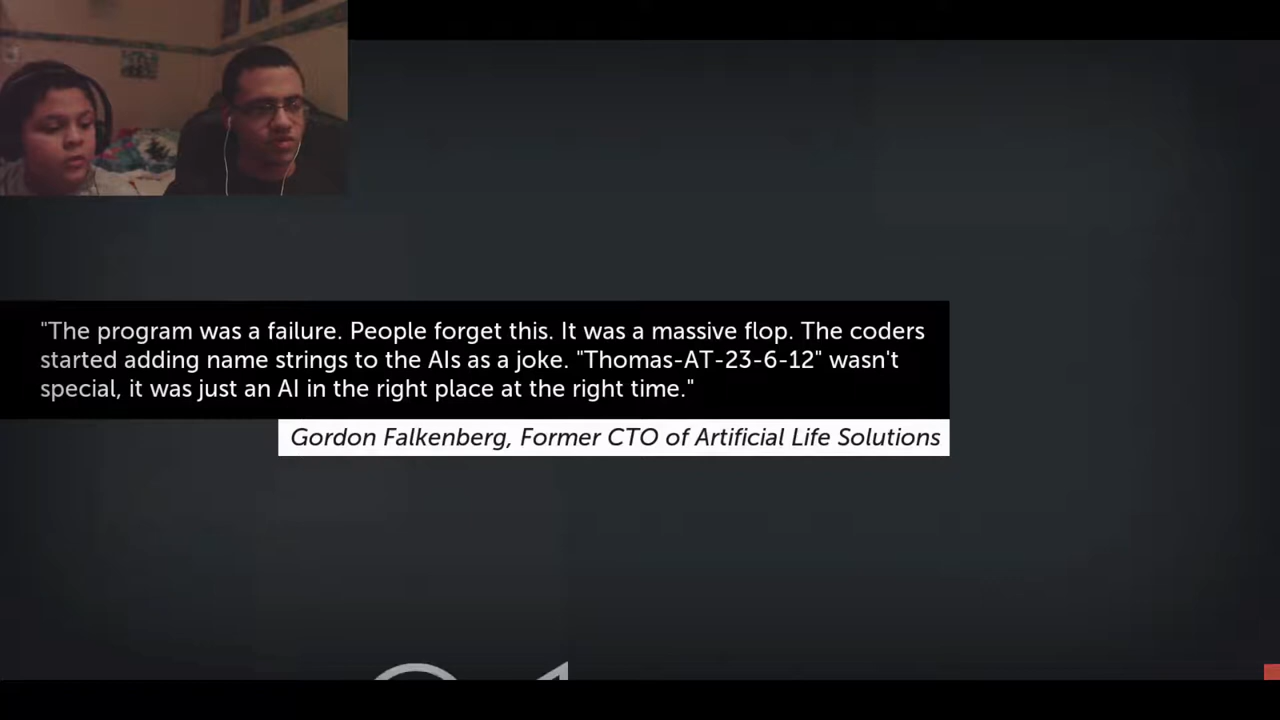 "The program was a failure. People forget this. It was a massive flop. The coders
started adding name strings to the AIs as a joke. "Thomas-AT-23-6-12" wasn't
special, it was just an AI in the right place at the right time."
Gordon Falkenberg, Former CTO of Artificial Life Solutions